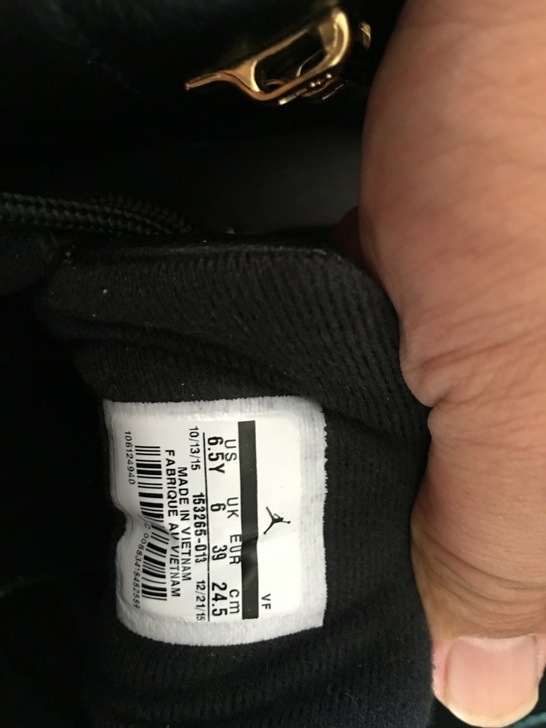 VF
US UK EUR cm
6.5Y 6 39 24.5
10/13/15 153265-013 12/21/15
MADE IN VIETNAM
FABRIQUE AU VIETNAM
106124940